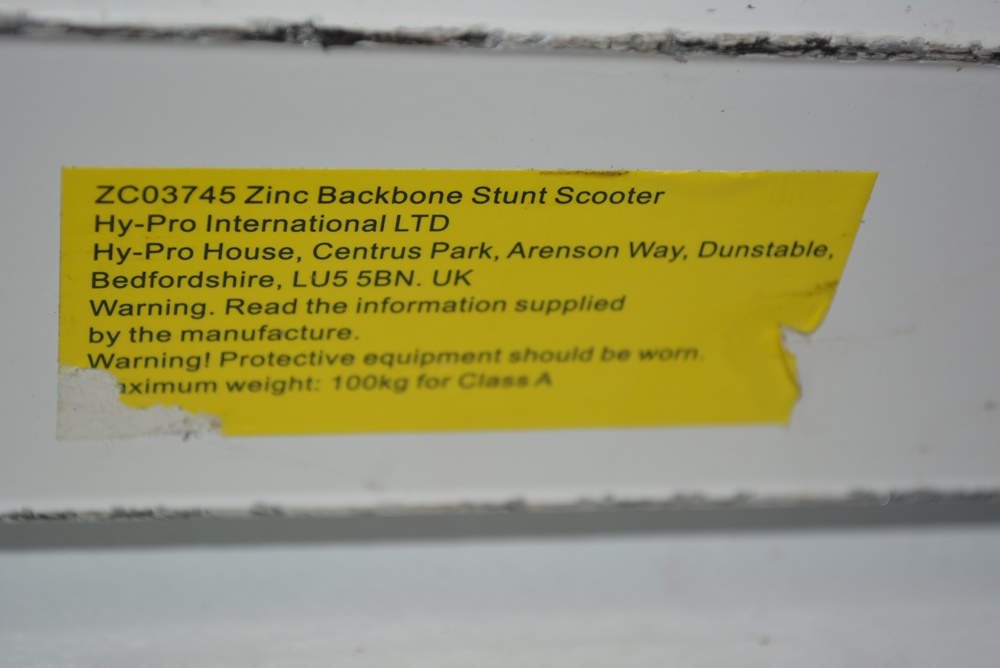 ZC03745 Zinc Backbone Stunt Scooter
Hy-Pro International LTD
Hy-Pro House, Centrus Park, Arenson Way, Dunstable,
Bedfordshire, LU5 5BN. UK
Warning. Read the information supplied
by the manufacture.
Warning! Protective equipment should be worn.
aximum weight: 100kg for Class A